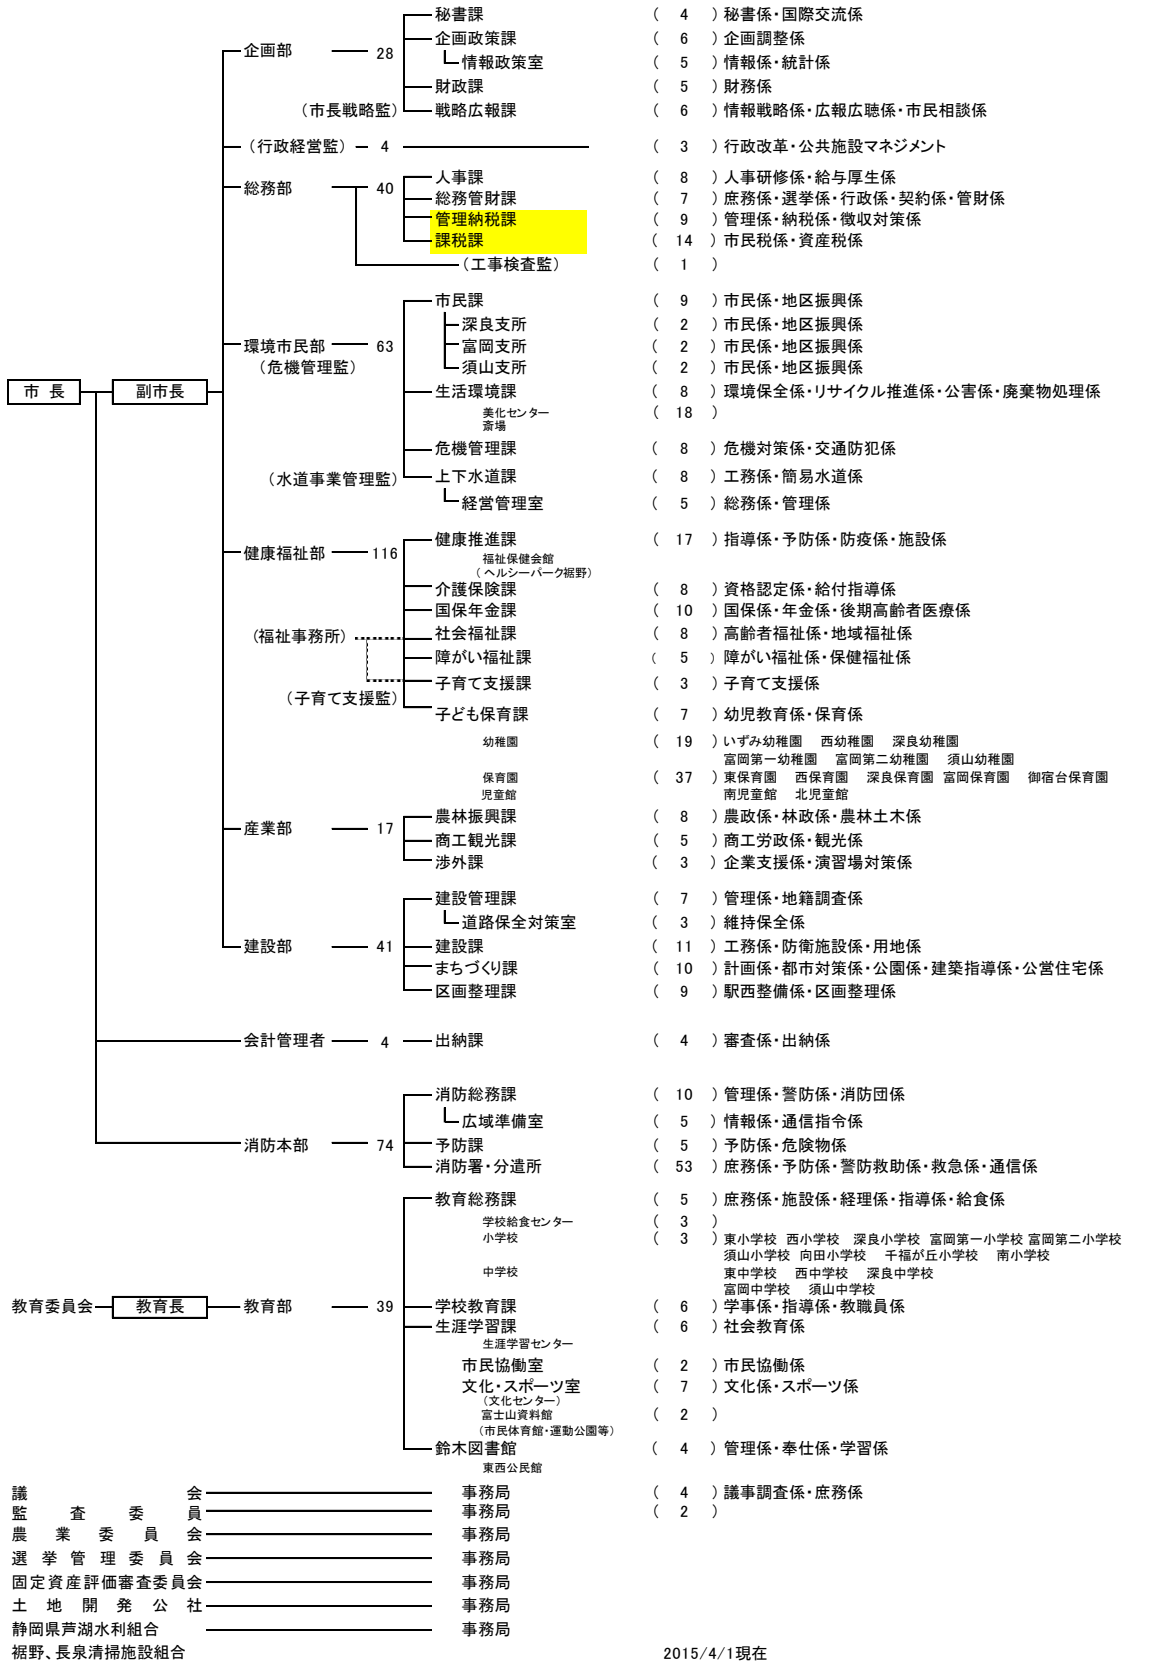 秘書課 ( 4 ) 秘書係・国際交流係
企画部 28 企画政策課 ( 6 ) 企画調整係
情報政策室 ( 5 ) 情報係・統計係
財政課 ( 5 ) 財務係
(市長戦略監) 戦略広報課 ( 6 ) 情報戦略係・広報広聴係・市民相談係
(行政経営監) 4 ( 3 ) 行政改革・公共施設マネジメント
人事課 ( 8 ) 人事研修係・給与厚生係
総務部 40 総務管財課 ( 7 ) 庶務係・選挙係・行政係・契約係・管財係
管理納税課 ( 9 ) 管理係・納税係・徴収対策係
課税課 ( 14 ) 市民税係・資産税係
(工事検査監) ( 1 )
市民課 ( 9 ) 市民係・地区振興係
深良支所 ( 2 ) 市民係・地区振興係
環境市民部 63 富岡支所 ( 2 ) 市民係・地区振興係
(危機管理監) 須山支所 ( 2 ) 市民係・地区振興係
市 長 副市長 生活環境課 ( 8 ) 環境保全係・リサイクル推進係・公害係・廃棄物処理係
美化センター ( 18 )
斎場
危機管理課 ( 8 ) 危機対策係・交通防犯係
(水道事業管理監) 上下水道課 ( 8 ) 工務係・簡易水道係
経営管理室 ( 5 ) 総務係・管理係
健康福祉部 116 健康推進課 ( 17 ) 指導係・予防係・防疫係・施設係
福祉保健会館
(ヘルシーパーク裾野)
介護保険課 ( 8 ) 資格認定係・給付指導係
国保年金課 ( 10 ) 国保係・年金係・後期高齢者医療係
(福祉事務所) 社会福祉課 ( 8 ) 高齢者福祉係・地域福祉係
障がい福祉課 ( 5 ) 障がい福祉係・保健福祉係
子育て支援課 ( 3 ) 子育て支援係
(子育て支援監)
子ども保育課 ( 7 ) 幼児教育係・保育係
幼稚園 ( 19 ) いずみ幼稚園 西幼稚園 深良幼稚園
富岡第一幼稚園 富岡第二幼稚園 須山幼稚園
保育園 ( 37 ) 東保育園 西保育園 深良保育園 富岡保育園 御宿台保育園
児童館 南児童館 北児童館
農林振興課 ( 8 ) 農政係・林政係・農林土木係
産業部 17 商工観光課 ( 5 ) 商工労政係・観光係
渉外課 ( 3 ) 企業支援係・演習場対策係
建設管理課 ( 7 ) 管理係・地籍調査係
道路保全対策室 ( 3 ) 維持保全係
建設部 41 建設課 ( 11 ) 工務係・防衛施設係・用地係
まちづくり課 ( 10 ) 計画係・都市対策係・公園係・建築指導係・公営住宅係
区画整理課 ( 9 ) 駅西整備係・区画整理係
会計管理者 4 出納課 ( 4 ) 審査係・出納係
消防総務課 ( 10 ) 管理係・警防係・消防団係
広域準備室 ( 5 ) 情報係・通信指令係
消防本部 74 予防課 ( 5 ) 予防係・危険物係
消防署・分遣所 ( 53 ) 庶務係・予防係・警防救助係・救急係・通信係
教育総務課 ( 5 ) 庶務係・施設係・経理係・指導係・給食係
学校給食センター ( 3 )
小学校 ( 3 ) 東小学校 西小学校 深良小学校 富岡第一小学校 富岡第二小学校
須山小学校 向田小学校 千福が丘小学校 南小学校
中学校 東中学校 西中学校 深良中学校
富岡中学校 須山中学校
教育委員会 教育長 教育部 39 学校教育課 ( 6 ) 学事係・指導係・教職員係
生涯学習課 ( 6 ) 社会教育係
生涯学習センター
市民協働室 ( 2 ) 市民協働係
文化・スポーツ室 ( 7 ) 文化係・スポーツ係
(文化センター)
富士山資料館 ( 2 )
(市民体育館・運動公園等)
鈴木図書館 ( 4 ) 管理係・奉仕係・学習係
東西公民館
議 会 事務局 ( 4 ) 議事調査係・庶務係
監 査 委 員 事務局 ( 2 )
農 業 委 員 会 事務局
選 挙 管 理 委 員 会 事務局
固定資産評価審査委員会 事務局
土 地 開 発 公 社 事務局
静岡県芦湖水利組合 事務局
裾野、長泉清掃施設組合 2015/4/1現在